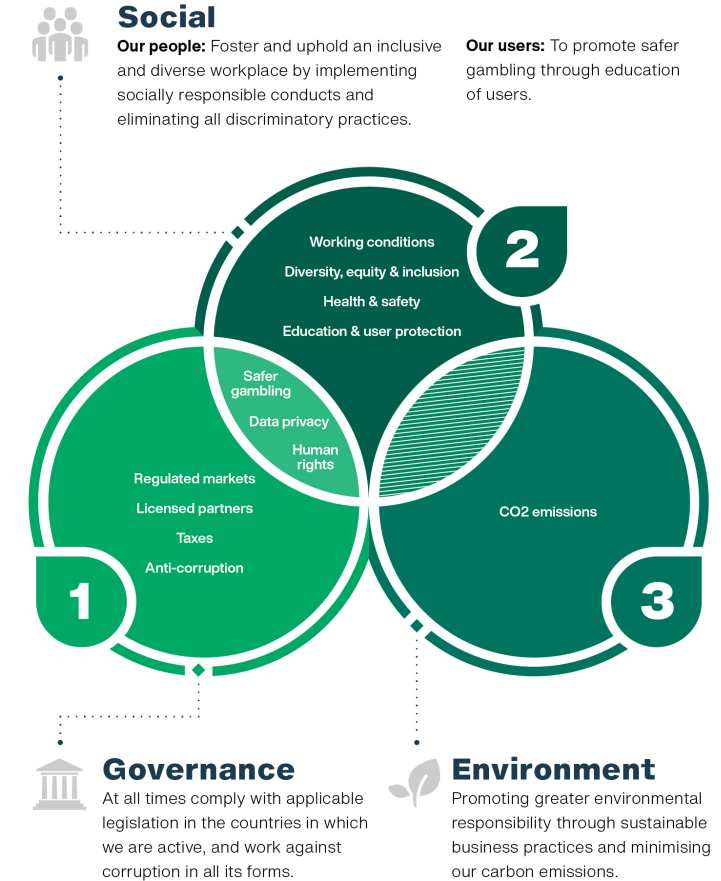 Social
Our people: Foster and uphold an inclusive
and diverse workplace by implementing
socially responsible conducts and
eliminating all discriminatory practices.
Our users: To promote safer
gambling through education
of users.
2
Working conditions
Diversity, equity & inclusion
Health & safety
Education & user protection
Safer
gambling
Data privacy
Human
rights
Regulated markets
Licensed partners
Taxes
Anti-corruption
1
CO2 emissions
3
Governance
At all times comply with applicable
legislation in the countries in which
we are active, and work against
corruption in all its forms.
Environment
Promoting greater environmental
responsibility through sustainable
business practices and minimising
our carbon emissions.